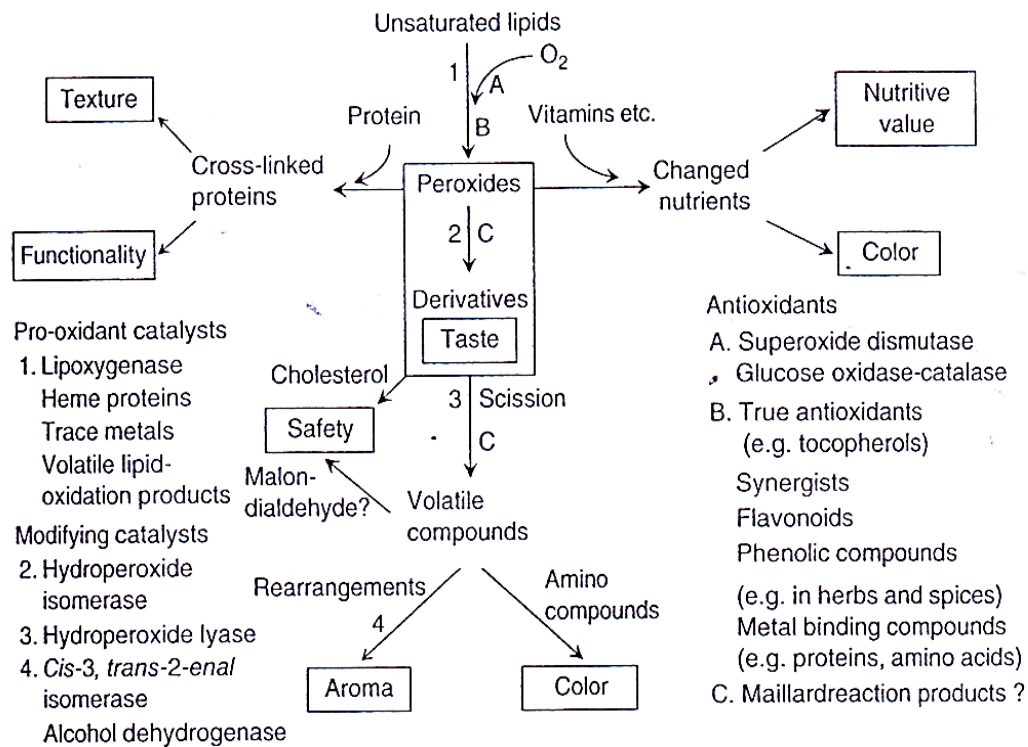 Unsaturated lipids
O2
1
A
B
Texture
Protein
Vitamins etc.
Nutritive
value
Cross-linked
proteins
Peroxides
Changed
nutrients
2 C
Functionality
Color
Derivatives
Taste
Cholesterol
3 Scission
Safety
C
Malon-
dialdehyde?
Volatile
compounds
Rearrangements
4
Amino
compounds
Aroma
Color
Pro-oxidant catalysts
1. Lipoxygenase
Heme proteins
Trace metals
Volatile lipid-
oxidation products
Modifying catalysts
2. Hydroperoxide
isomerase
3. Hydroperoxide lyase
4. Cis-3, trans-2-enal
isomerase
Alcohol dehydrogenase
Antioxidants
A. Superoxide dismutase
Glucose oxidase-catalase
B. True antioxidants
(e.g. tocopherols)
Synergists
Flavonoids
Phenolic compounds
(e.g. in herbs and spices)
Metal binding compounds
(e.g. proteins, amino acids)
C. Maillardreaction products ?